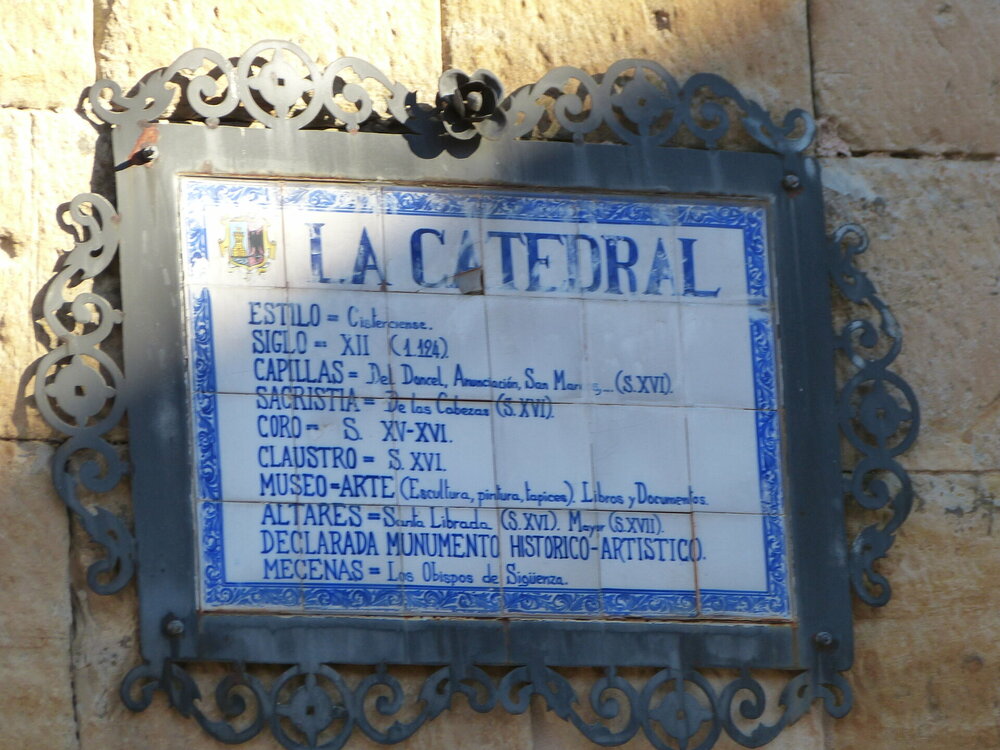 LA CATEDRAL
ESTILO = Cisterciense.
SIGLO = XII (1.124).
CAPILLAS = Del Doncel, Anunciación, San Marcos,... (S.XVI).
SACRISTIA = De las Cabezas (S.XVI).
CORO = S. XV-XVI.
CLAUSTRO = S.XVI.
MUSEO=ARTE (Escultura, pintura, tapices). Libros y Documentos.
ALTARES = Santa Librada (S.XVI). Mayor (S.XVII).
DECLARADA MUNUMENTO HISTORICO-ARTISTICO.
MECENAS = Los Obispos de Sigüenza.